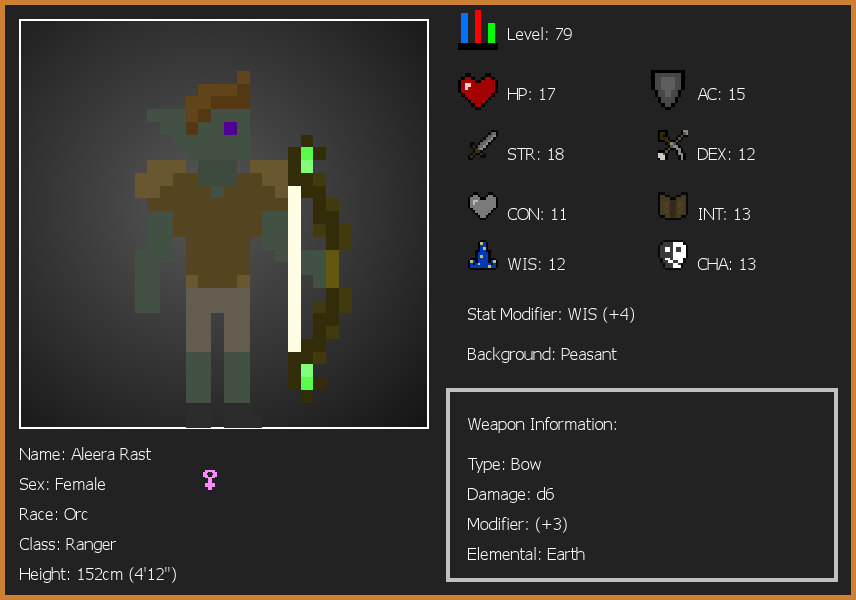 Level: 79
HP: 17
AC: 15
STR: 18
DEX: 12
CON: 11
INT: 13
WIS: 12
CHA: 13
Stat Modifier: WIS (+4)
Background: Peasant
Weapon Information:
Type: Bow
Damage: d6
Modifier: (+3)
Elemental: Earth
Name: Aleera Rast
Sex: Female
Race: Orc
Class: Ranger
Height: 152cm (4'12")